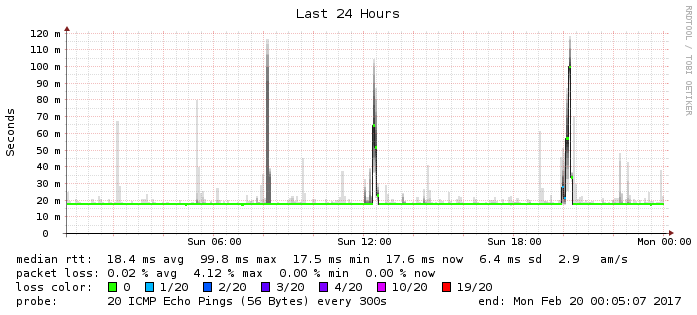 Last 24 Hours
RRDTOOL / TOBI OETIKER
Seconds
120 m
110 m
100 m
90 m
80 m
70 m
60 m
50 m
40 m
30 m
20 m
10 m
0
Sun 06:00 Sun 12:00 Sun 18:00 Mon 00:00
median rtt: 18.4 ms avg 99.8 ms max 17.5 ms min 17.6 ms now 6.4 ms sd 2.9 am/s
packet loss: 0.02 % avg 4.12 % max 0.00 % min 0.00 % now
loss color: 0 1/20 2/20 3/20 4/20 10/20 19/20
probe: 20 ICMP Echo Pings (56 Bytes) every 300s end: Mon Feb 20 00:05:07 2017